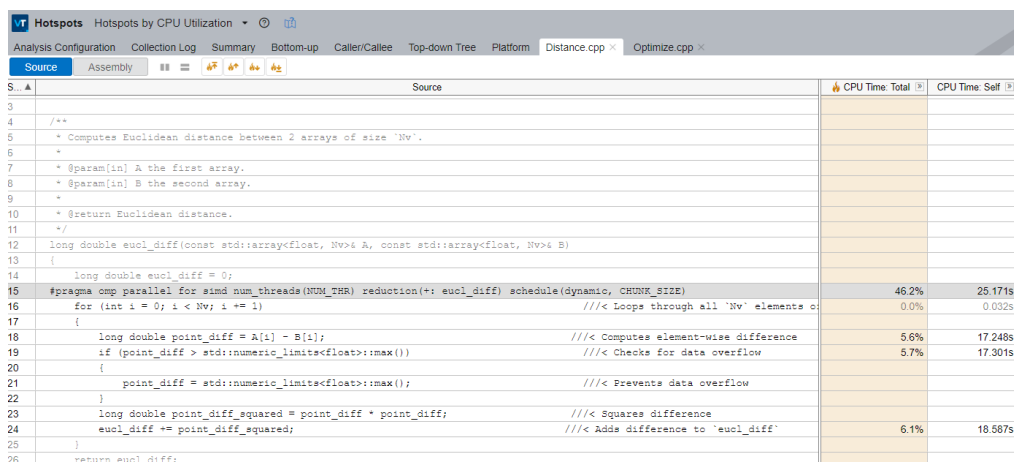 VT Hotspots Hotspots by CPU Utilization
Analysis Configuration Collection Log Summary Bottom-up Caller/Callee Top-down Tree Platform Distance.cpp × Optimize.cpp ×
Source Assembly
S... ▲ Source CPU Time: Total CPU Time: Self
3
4 /**
5 * Computes Euclidean distance between 2 arrays of size `Nv`.
6 *
7 * @param[in] A the first array.
8 * @param[in] B the second array.
9 *
10 * @return Euclidean distance.
11 */
12 long double eucl_diff(const std::array<float, Nv>& A, const std::array<float, Nv>& B)
13 {
14 long double eucl_diff = 0;
15 #pragma omp parallel for simd num_threads(NUM_THR) reduction(+: eucl_diff) schedule(dynamic, CHUNK_SIZE) 46.2% 25.171s
16 for (int i = 0; i < Nv; i += 1) ///< Loops through all `Nv` elements 0.0% 0.032s
17 {
18 long double point_diff = A[i] - B[i]; ///< Computes element-wise difference 5.6% 17.248s
19 if (point_diff > std::numeric_limits<float>::max()) ///< Checks for data overflow 5.7% 17.301s
20 {
21 point_diff = std::numeric_limits<float>::max(); ///< Prevents data overflow
22 }
23 long double point_diff_squared = point_diff * point_diff; ///< Squares difference
24 eucl_diff += point_diff_squared; ///< Adds difference to `eucl_diff` 6.1% 18.587s
25 }
26 return eucl_diff;